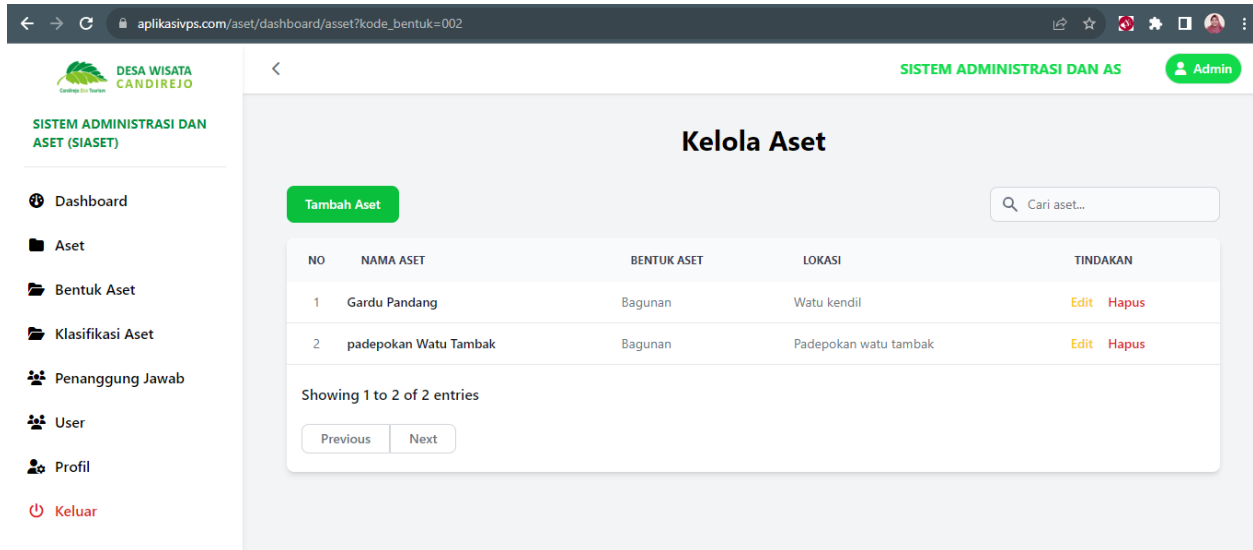 aplikasivps.com/aset/dashboard/asset?kode_bentuk=002
DESA WISATA
CANDIREJO
Candirejo Eco Tourism
SISTEM ADMINISTRASI DAN
ASET (SIASET)
Dashboard
Aset
Bentuk Aset
Klasifikasi Aset
Penanggung Jawab
User
Profil
Keluar
SISTEM ADMINISTRASI DAN AS
Admin
Kelola Aset
Tambah Aset
Cari aset...
NO NAMA ASET BENTUK ASET LOKASI TINDAKAN
1 Gardu Pandang Bagunan Watu kendil Edit Hapus
2 padepokan Watu Tambak Bagunan Padepokan watu tambak Edit Hapus
Showing 1 to 2 of 2 entries
Previous Next